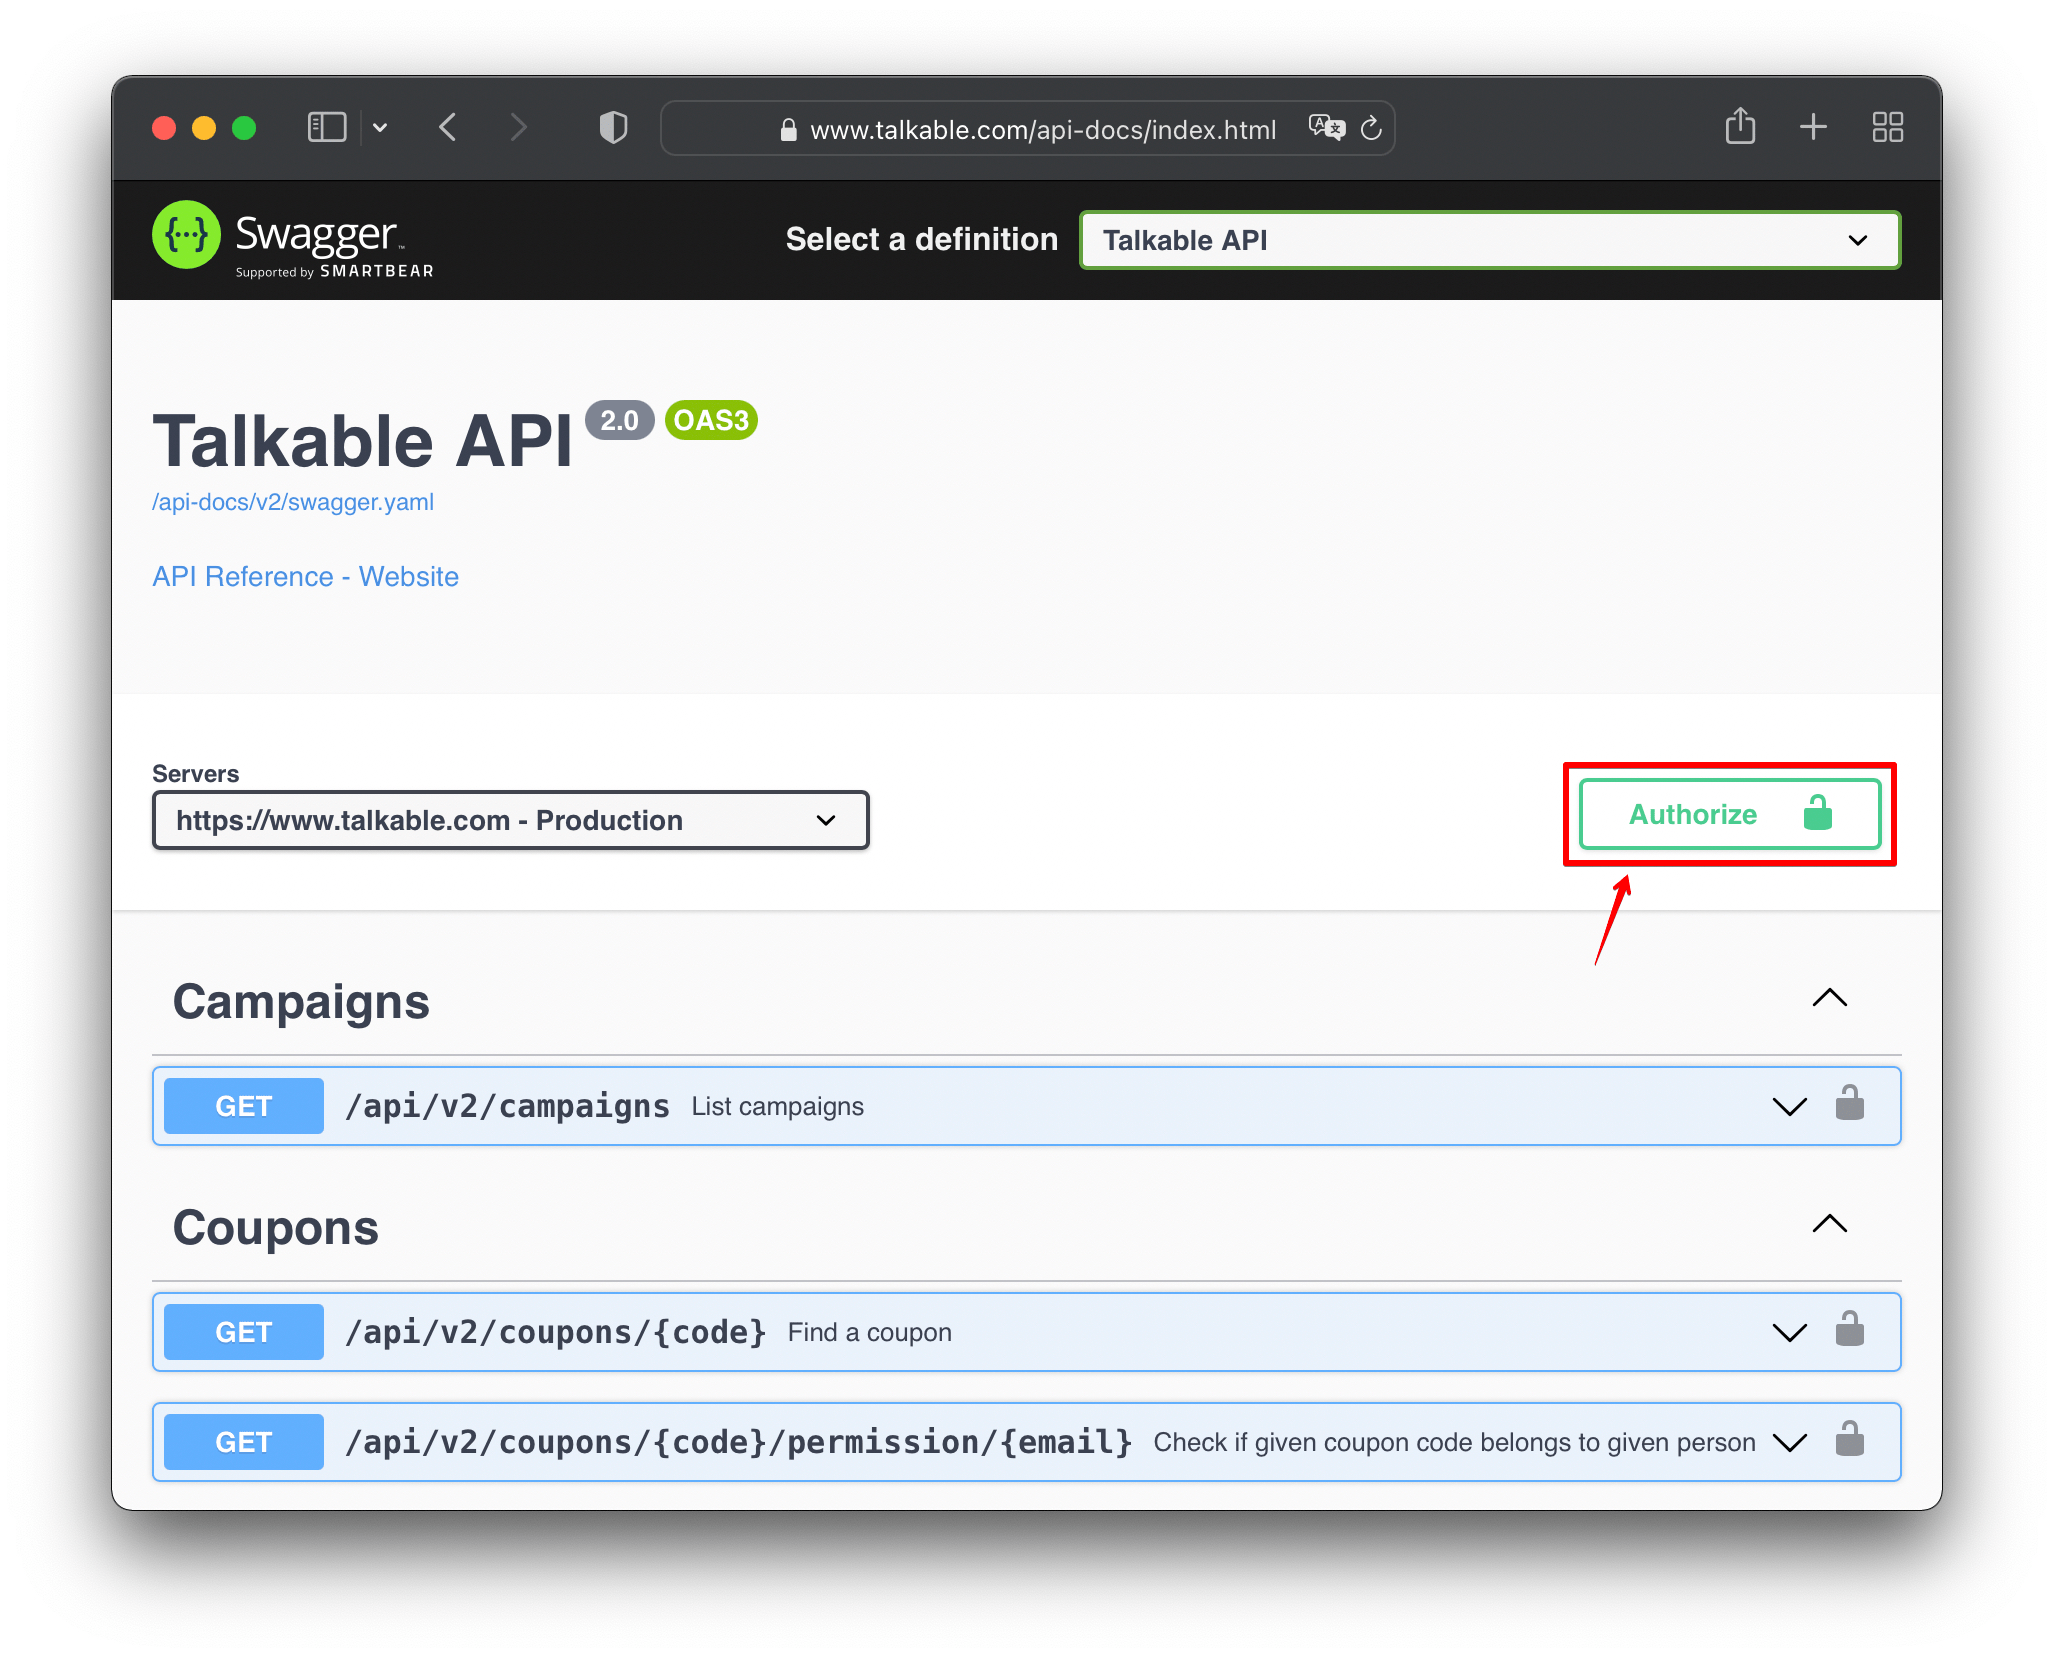 www.talkable.com/api-docs/index.html
Swagger™
Supported by SMARTBEAR
Select a definition
Talkable API
Talkable API 2.0 OAS3
/api-docs/v2/swagger.yaml
API Reference - Website
Servers
https://www.talkable.com - Production
Authorize
Campaigns
GET /api/v2/campaigns List campaigns
Coupons
GET /api/v2/coupons/{code} Find a coupon
GET /api/v2/coupons/{code}/permission/{email} Check if given coupon code belongs to given person